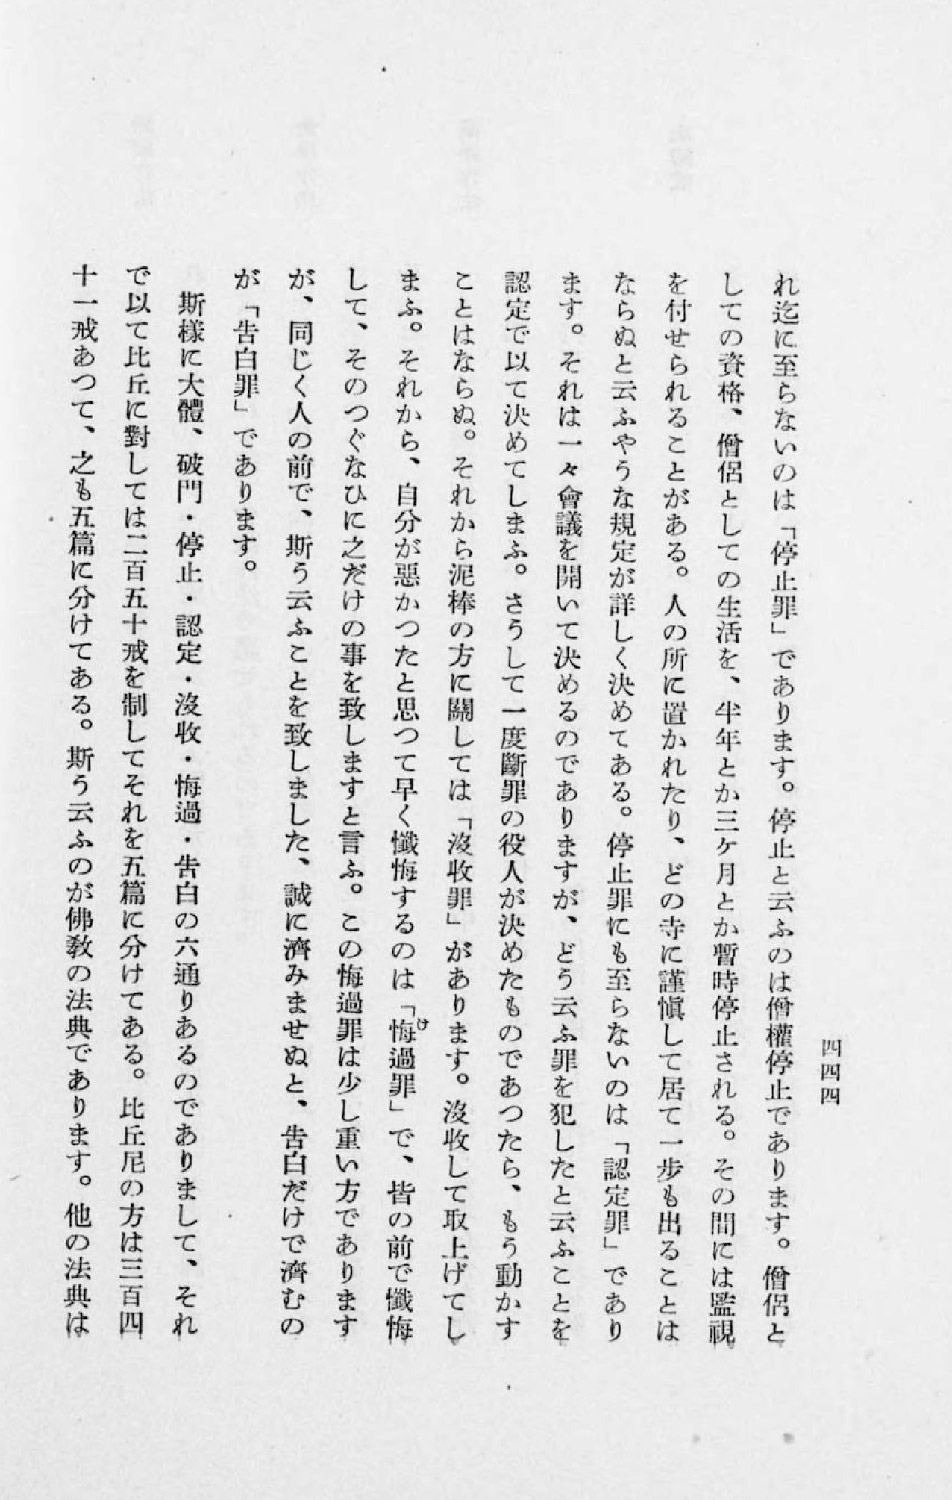 四四四
れ迄に至らないのは「停止罪」であります。停止と云ふのは僧權停止であります。僧侶と
しての資格、僧侶としての生活を、半年とか三ケ月とか暫時停止される。その間には監視
を付せられることがある。人の所に置かれたり、どの寺に謹愼して居て一步も出ることは
ならぬと云ふやうな規定が詳しく決めてある。停止罪にも至らないのは「認定罪」であり
ます。それは一々會議を開いて決めるのでありますが、どう云ふ罪を犯したと云ふことを
認定で以て決めてしまふ。さうして一度斷罪の役人が決めたものであつたら、もう動かす
ことはならぬ。それから泥棒の方に關しては「沒收罪」があります。沒收して取上げてし
まふ。それから、自分が惡かつたと思つて早く懺悔するのは「悔過罪」で、皆の前で懺悔
して、そのつぐなひに之だけの事を致しますと言ふ。この悔過罪は少し重い方であります
が、同じく人の前で、斯う云ふことを致しました、誠に濟みませぬと、告白だけで濟むの
が「告白罪」であります。
斯樣に大體、破門・停止・認定・沒收・悔過・告白の六通りあるのでありまして、それ
で以て比丘に對しては二百五十戒を制してそれを五篇に分けてある。比丘尼の方は三百四
十一戒あつて、之も五篇に分けてある。斯う云ふのが佛敎の法典であります。他の法典は